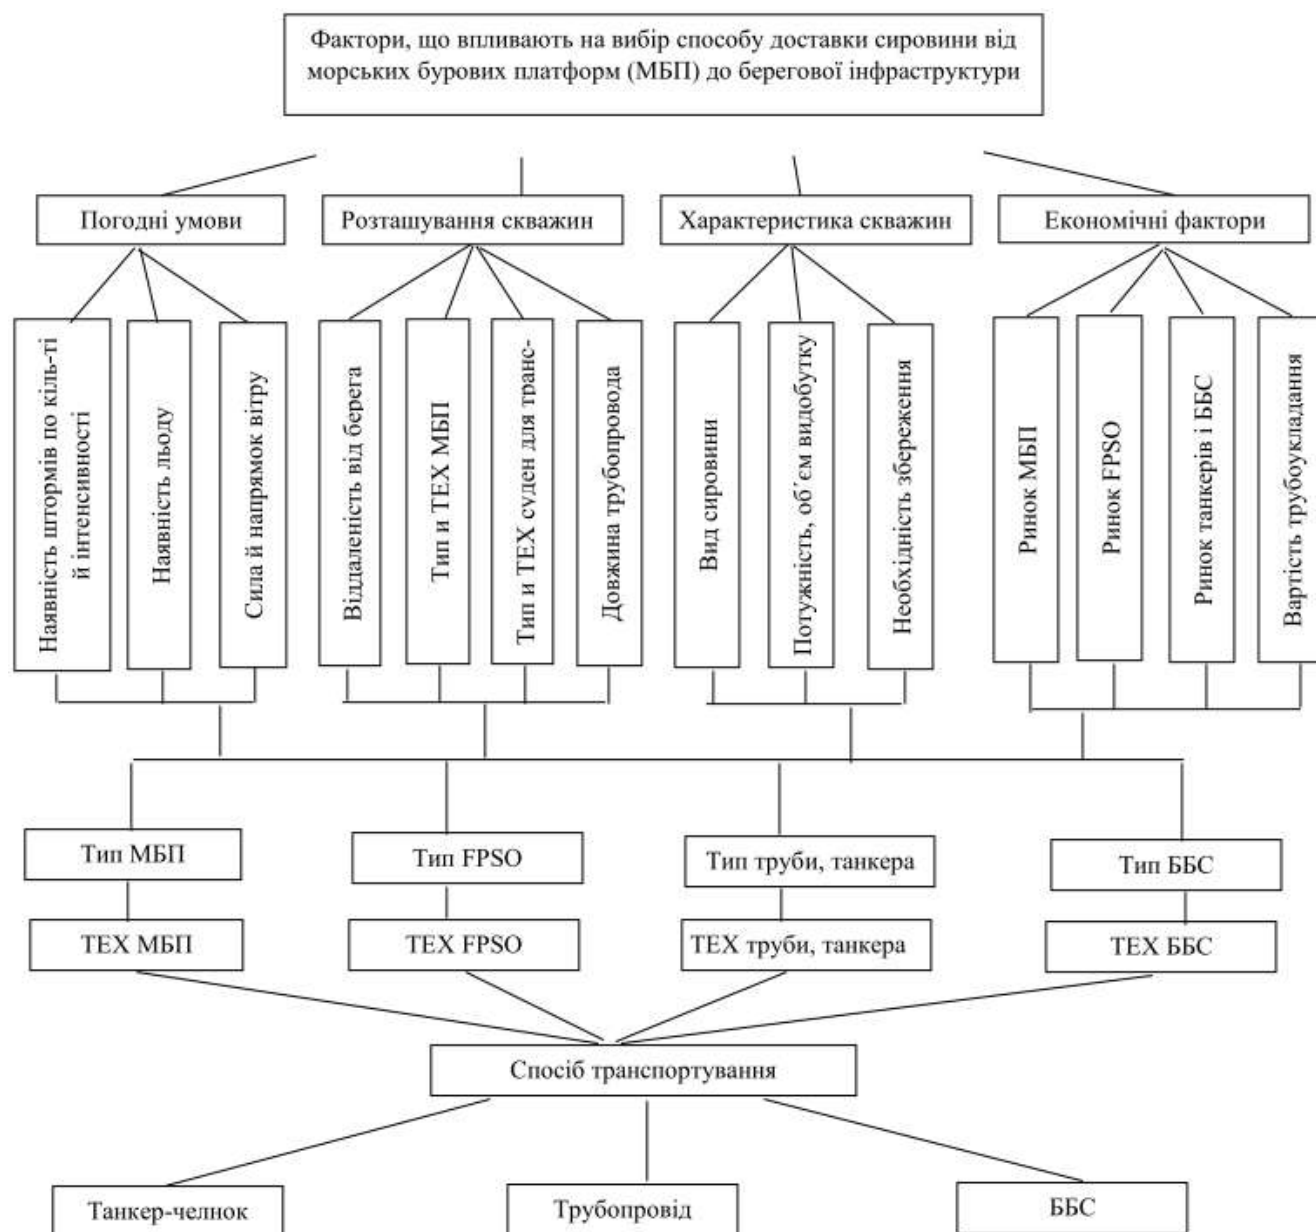 Фактори, що впливають на вибір способу доставки сировини від
морських бурових платформ (МБП) до берегової інфраструктури
Погодні умови
Розташування скважин
Характеристика скважин
Економічні фактори
Наявність штормів по кіль-ті
й інтенсивності
Наявність льоду
Сила й напрямок вітру
Віддаленість від берега
Тип и ТЕХ МБП
Тип и ТЕХ суден для транс-
Довжина трубопровода
Вид сировини
Потужність, об´єм видобутку
Необхідність збереження
Ринок МБП
Ринок FPSO
Ринок танкерів і ББС
Вартість трубоукладання
Тип МБП
Тип FPSO
Тип труби, танкера
Тип ББС
ТЕХ МБП
ТЕХ FPSO
ТЕХ труби, танкера
ТЕХ ББС
Спосіб транспортування
Танкер-челнок
Трубопровід
ББС